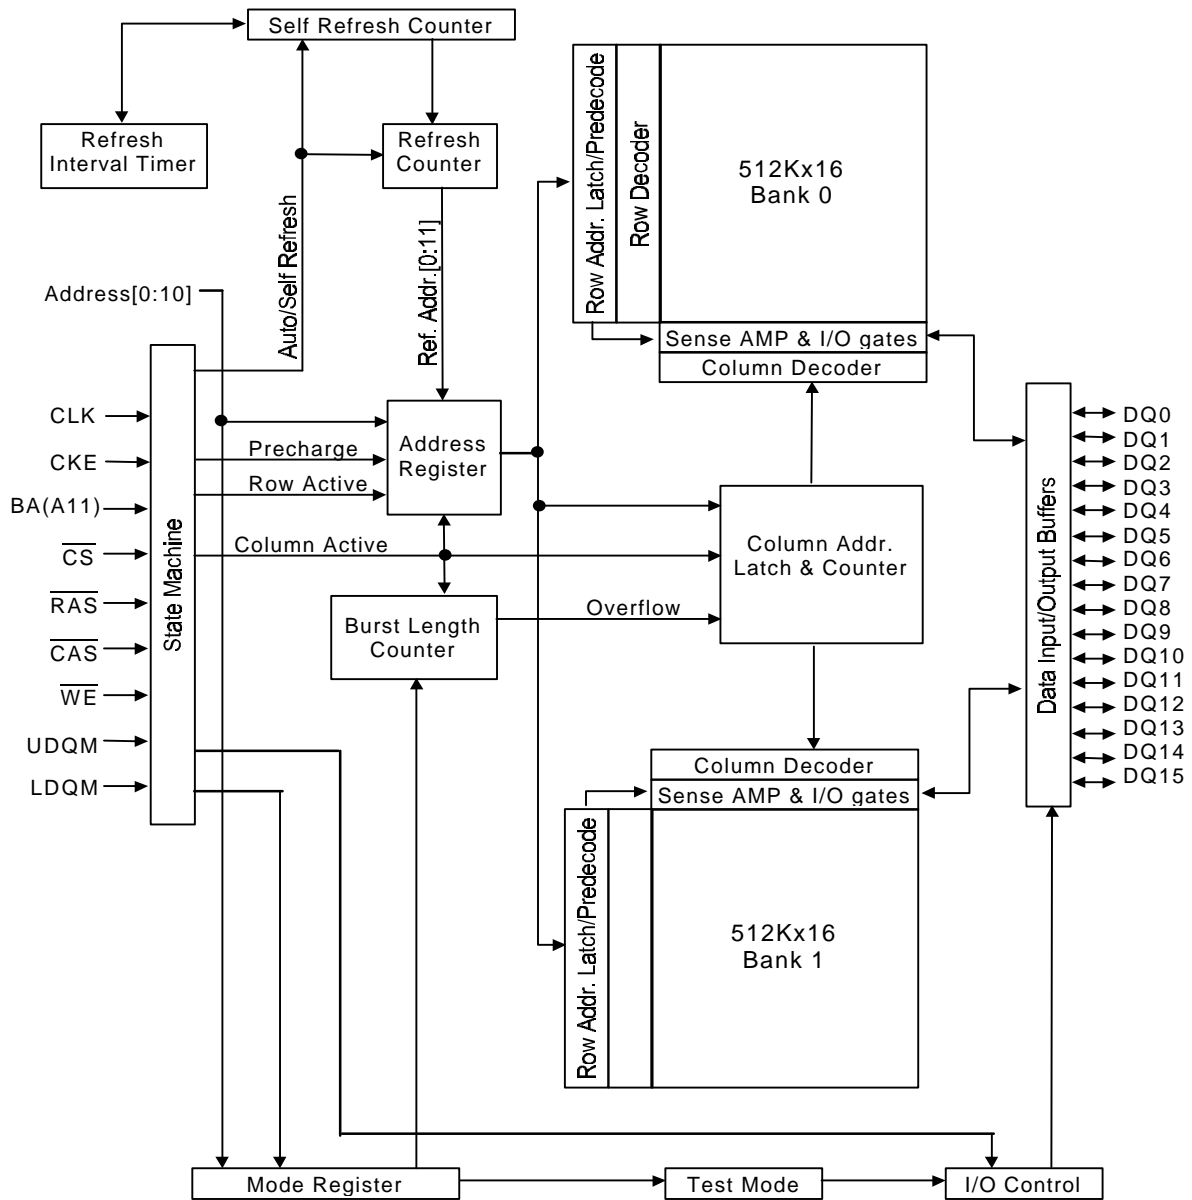 Self Refresh Counter
Refresh
Interval Timer
Refresh
Counter
Auto/Self Refresh
Ref. Addr.[0:11]
Row Addr. Latch/Predecode
Row Decoder
512Kx16
Bank 0
Sense AMP & I/O gates
Column Decoder
Address[0:10]
CLK
CKE
BA(A11)
CS
RAS
CAS
WE
UDQM
LDQM
State Machine
Precharge
Row Active
Column Active
Address
Register
Burst Length
Counter
Overflow
Column Addr.
Latch & Counter
Data Input/Output Buffers
DQ0
DQ1
DQ2
DQ3
DQ4
DQ5
DQ6
DQ7
DQ8
DQ9
DQ10
DQ11
DQ12
DQ13
DQ14
DQ15
Column Decoder
Sense AMP & I/O gates
Row Addr. Latch/Predecode
512Kx16
Bank 1
Mode Register
Test Mode
I/O Control